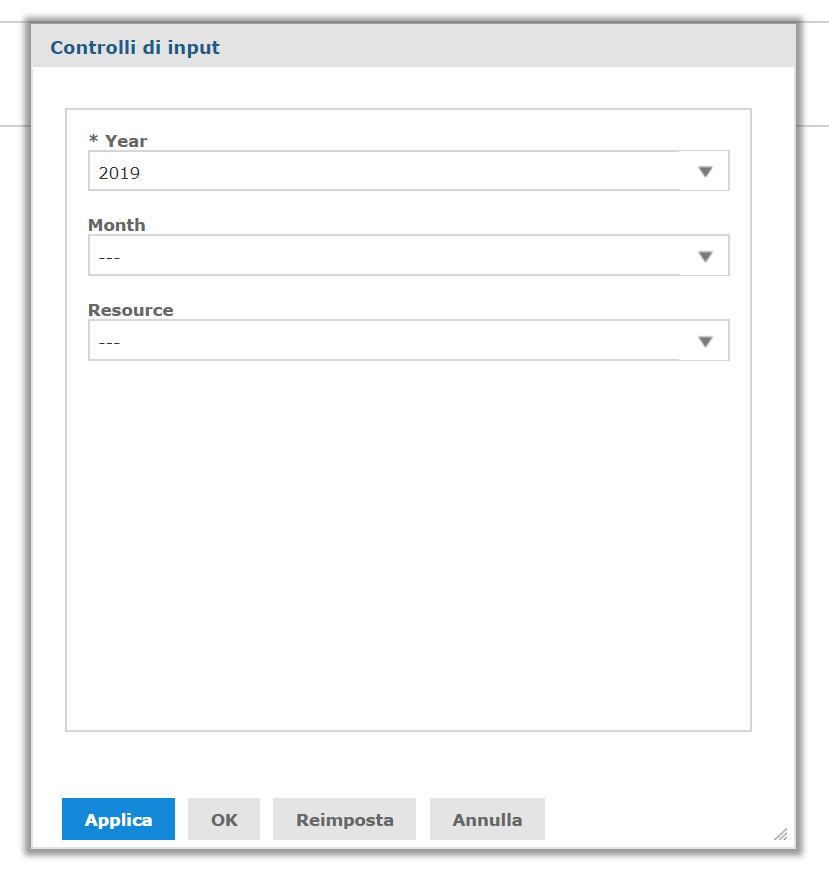 Controlli di input
* Year
2019
Month
---
Resource
---
Applica OK Reimposta Annulla